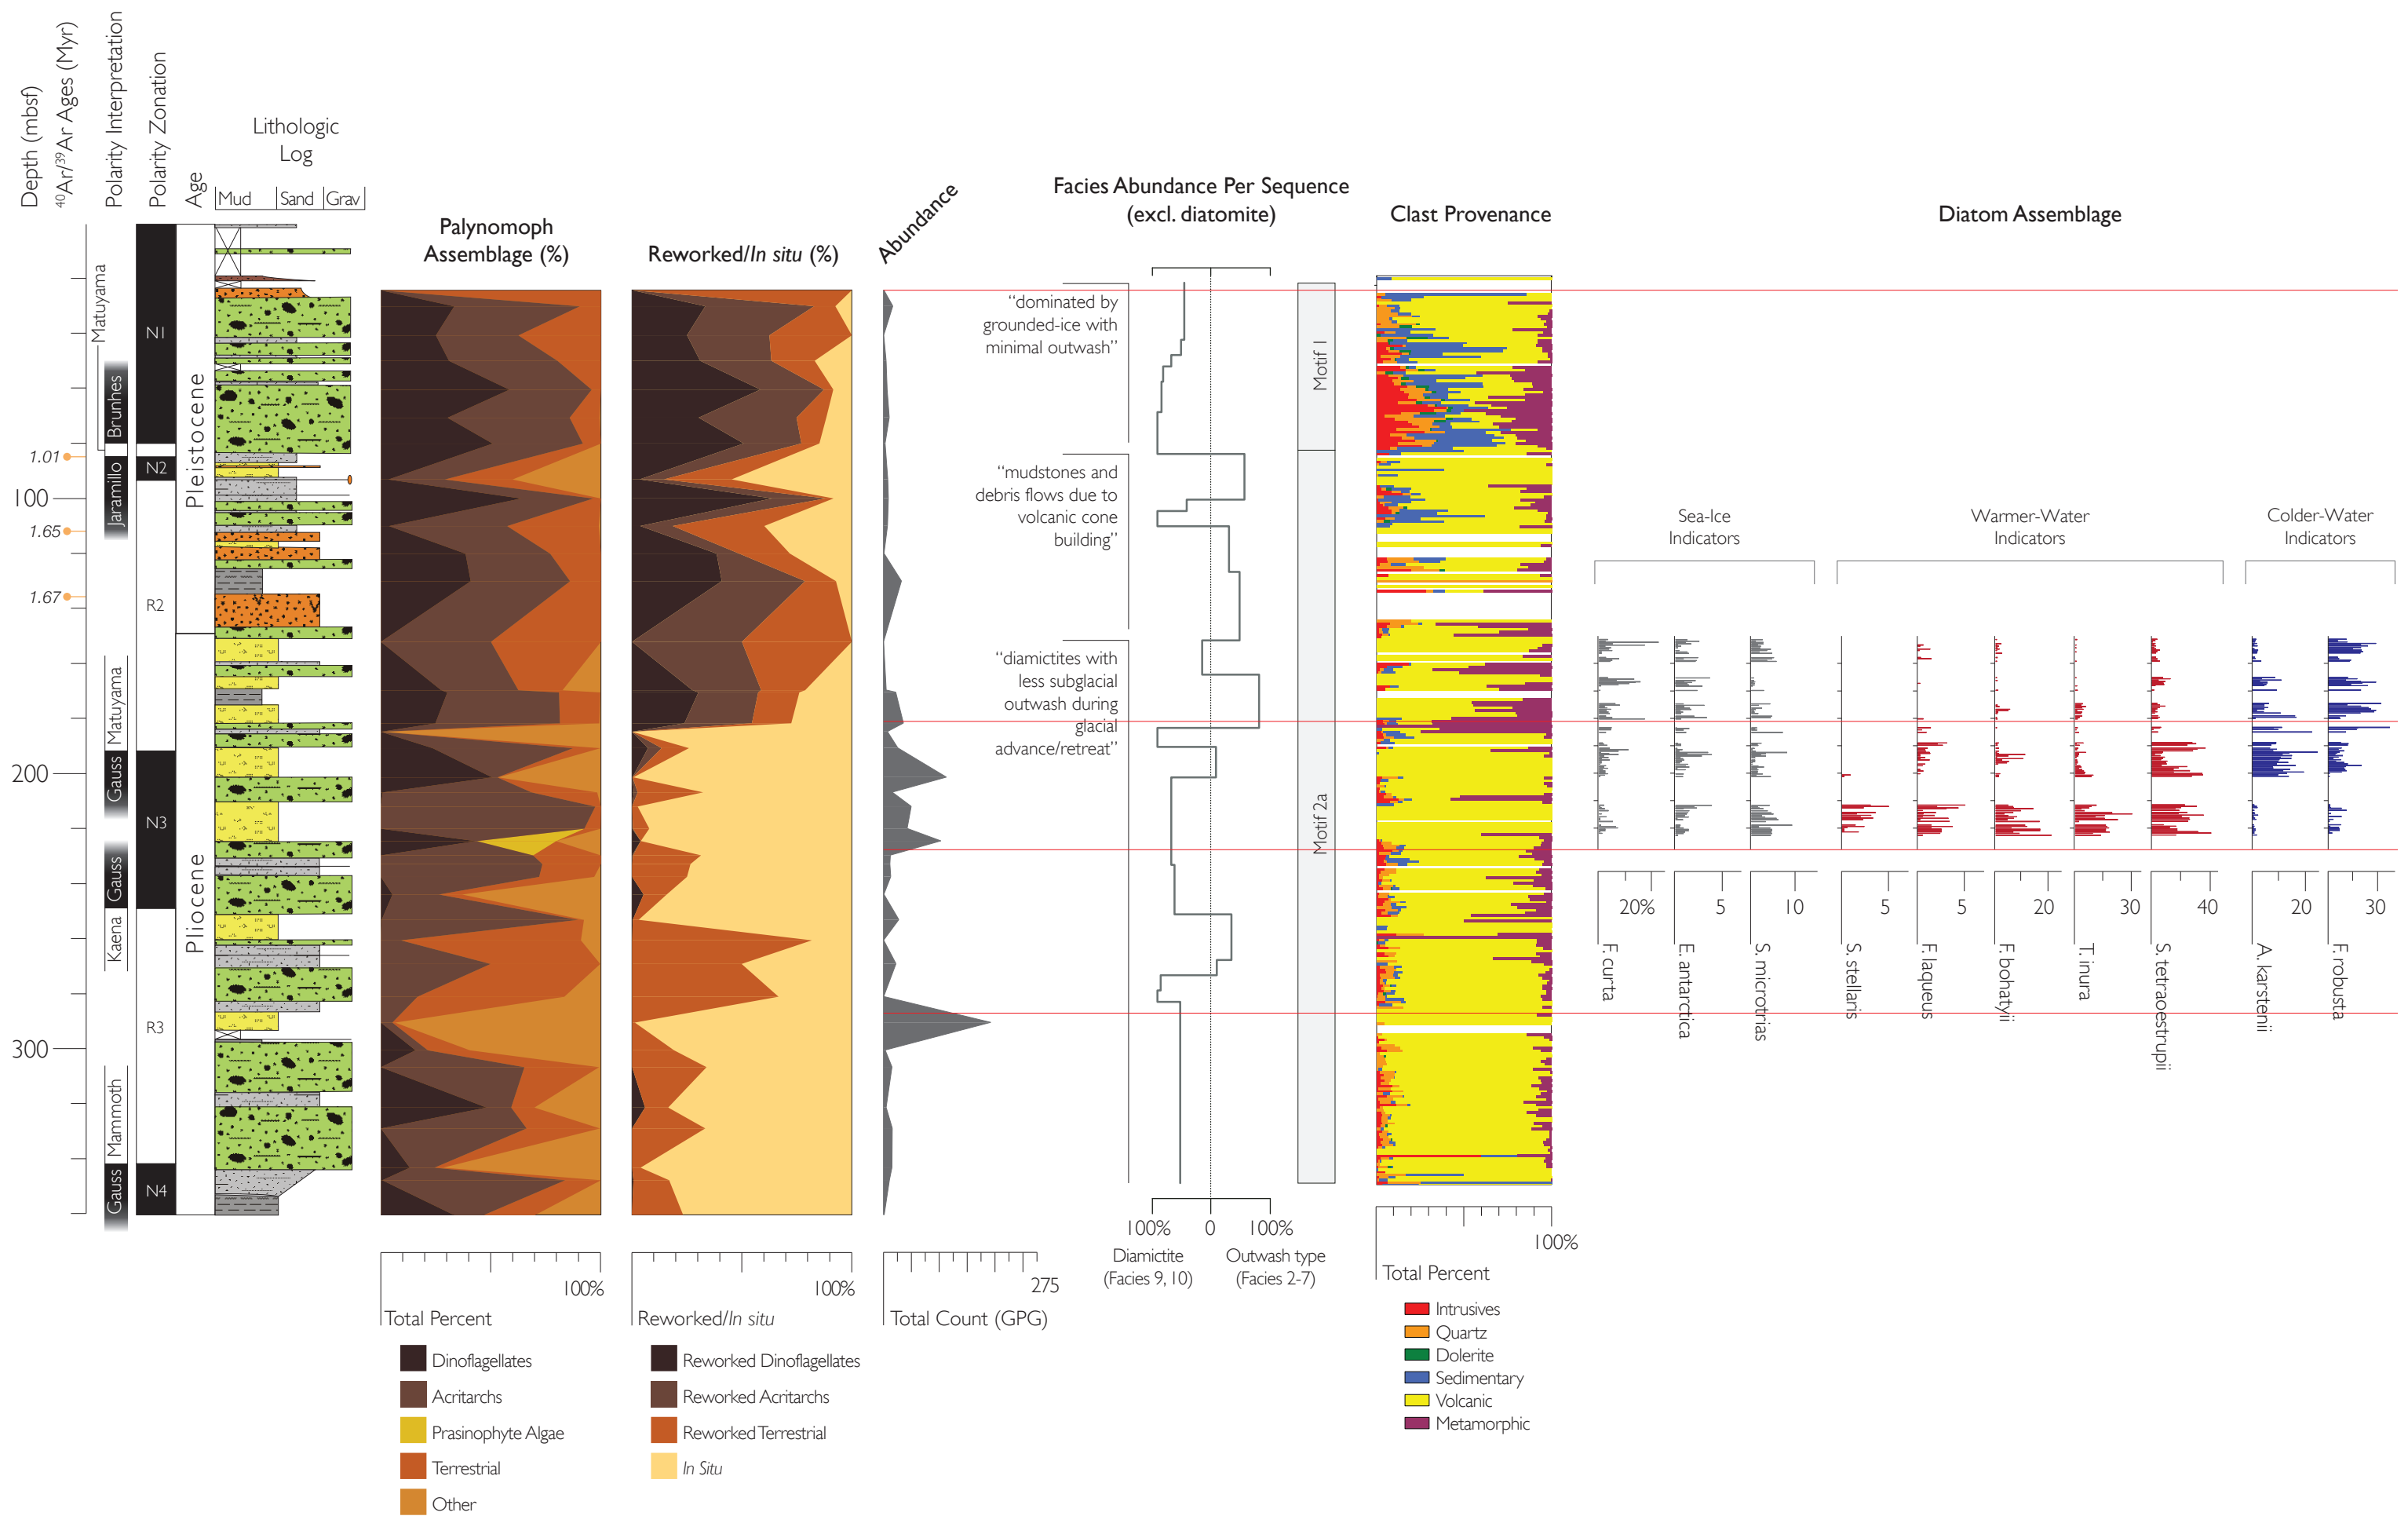 Depth (mbsf)
40Ar/39Ar Ages (Myr)
Polarity Interpretation
Polarity Zonation
Age
Lithologic
Log
Mud
Sand
Grav
Palynomoph
Assemblage (%)
Reworked/In situ (%)
Abundance
Facies Abundance Per Sequence
(excl. diatomite)
Clast Provenance
Diatom Assemblage
Matuyama
Brunhes
Jaramillo
Matuyama
Gauss
Gauss
Kaena
Mammoth
Gauss
N1
N2
R2
N3
R3
N4
Pleistocene
Pliocene
1.01
100
1.65
1.67
200
300
“dominated by
grounded-ice with
minimal outwash”
“mudstones and
debris flows due to
volcanic cone
building”
“diamictites with
less subglacial
outwash during
glacial
advance/retreat”
Motif 1
Motif 2a
Sea-Ice
Indicators
Warmer-Water
Indicators
Colder-Water
Indicators
20%
5
10
5
5
20
30
40
20
30
F. curta
E. antarctica
S. microtrias
S. stellaris
F. laqueus
F. bohatyii
T. inura
S. tetraoestrupii
A. karstenii
F. robusta
100%
Total Percent
Dinoflagellates
Acritarchs
Prasinophyte Algae
Terrestrial
Other
100%
Reworked/In situ
Reworked Dinoflagellates
Reworked Acritarchs
Reworked Terrestrial
In Situ
275
Total Count (GPG)
100%
0
100%
Diamictite
(Facies 9, 10)
Outwash type
(Facies 2-7)
100%
Total Percent
Intrusives
Quartz
Dolerite
Sedimentary
Volcanic
Metamorphic